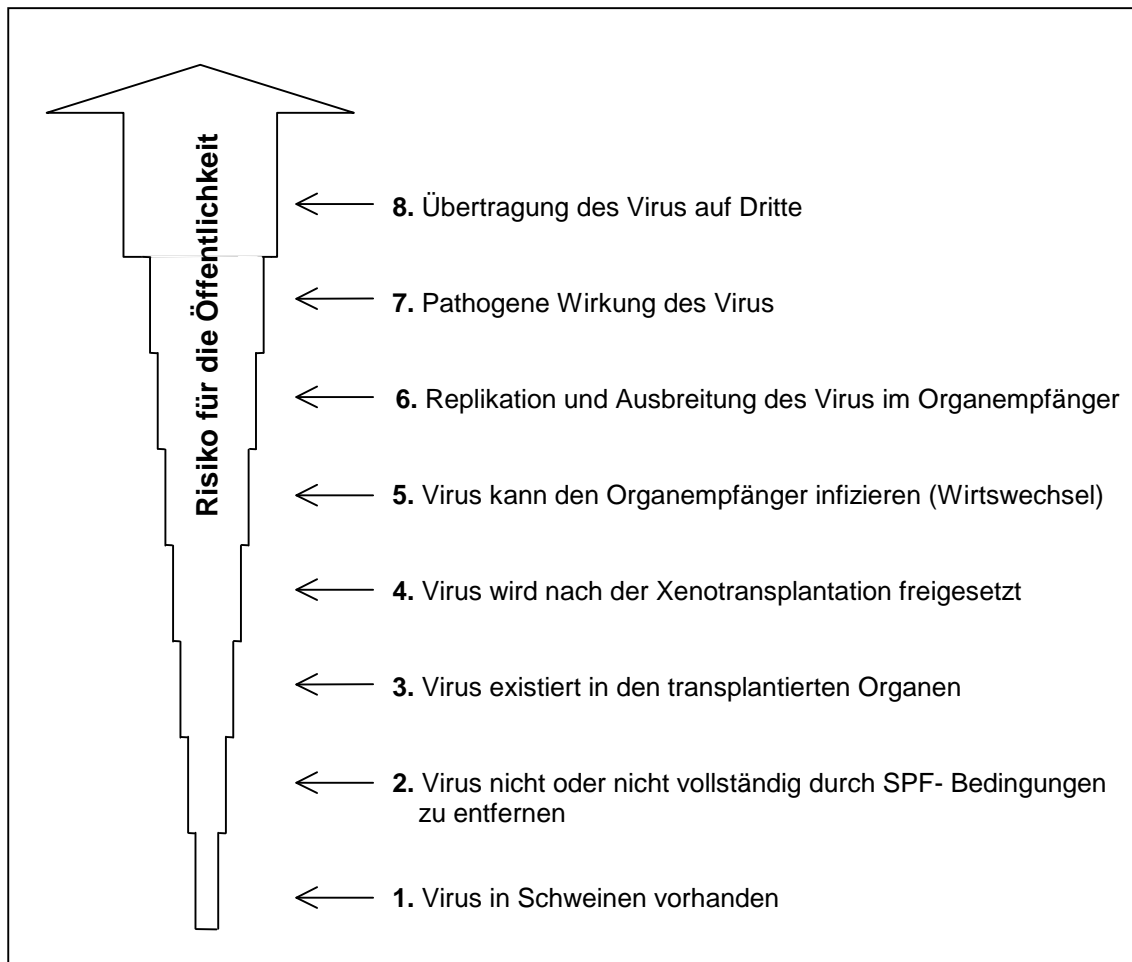 Risiko für die Öffentlichkeit
8. Übertragung des Virus auf Dritte
7. Pathogene Wirkung des Virus
6. Replikation und Ausbreitung des Virus im Organempfänger
5. Virus kann den Organempfänger infizieren (Wirtswechsel)
4. Virus wird nach der Xenotransplantation freigesetzt
3. Virus existiert in den transplantierten Organen
2. Virus nicht oder nicht vollständig durch SPF- Bedingungen
zu entfernen
1. Virus in Schweinen vorhanden